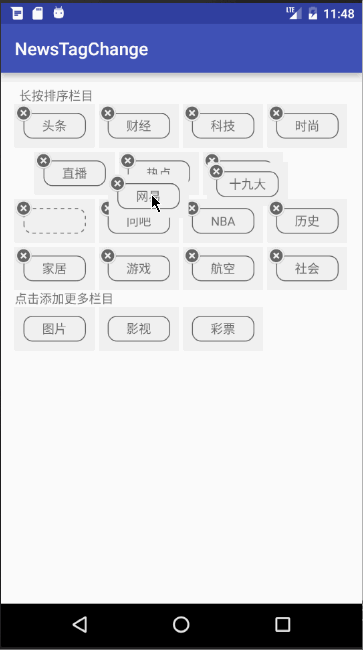 LTE 11:48
NewsTagChange
长按排序栏目
头条 财经 科技 时尚
直播 热点 十九大
网易
问吧 NBA 历史
家居 游戏 航空 社会
点击添加更多栏目
图片 影视 彩票